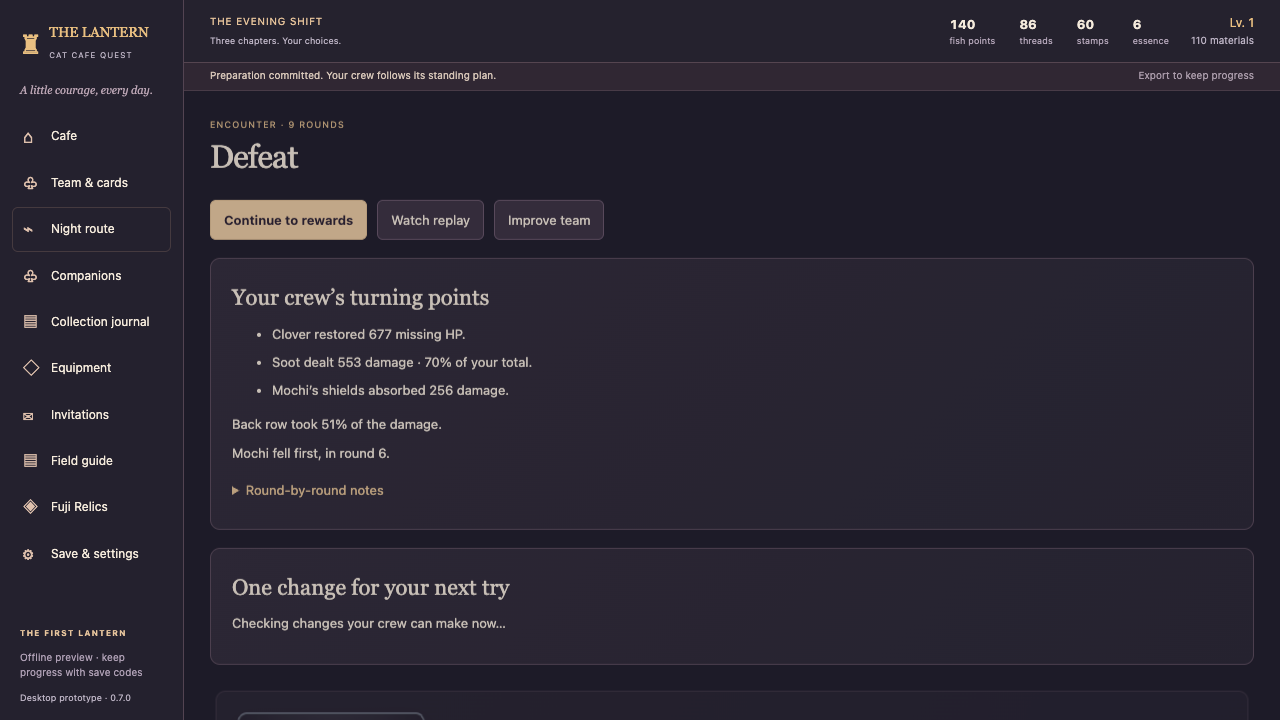 THE LANTERN
CAT CAFE QUEST
A little courage, every day.
Cafe
Team & cards
Night route
Companions
Collection journal
Equipment
Invitations
Field guide
Fuji Relics
Save & settings
THE FIRST LANTERN
Offline preview · keep
progress with save codes
Desktop prototype · 0.7.0
THE EVENING SHIFT
Three chapters. Your choices.
140
fish points
86
threads
60
stamps
6
essence
Lv. 1
110 materials
Preparation committed. Your crew follows its standing plan.
Export to keep progress
ENCOUNTER · 9 ROUNDS
Defeat
Continue to rewards
Watch replay
Improve team
Your crew’s turning points
• Clover restored 677 missing HP.
• Soot dealt 553 damage · 70% of your total.
• Mochi’s shields absorbed 256 damage.
Back row took 51% of the damage.
Mochi fell first, in round 6.
Round-by-round notes
One change for your next try
Checking changes your crew can make now…